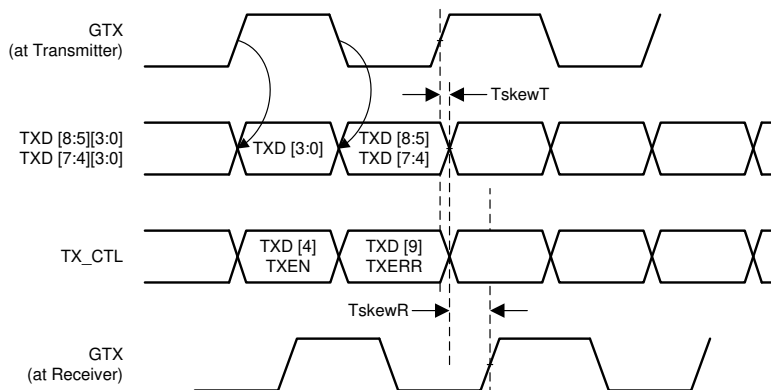 GTX
(at Transmitter)
TskewT
TXD [8:5][3:0]
TXD [7:4][3:0]
TXD [3:0]
TXD [8:5]
TXD [7:4]
TX_CTL
TXD [4]
TXEN
TXD [9]
TXERR
TskewR
GTX
(at Receiver)